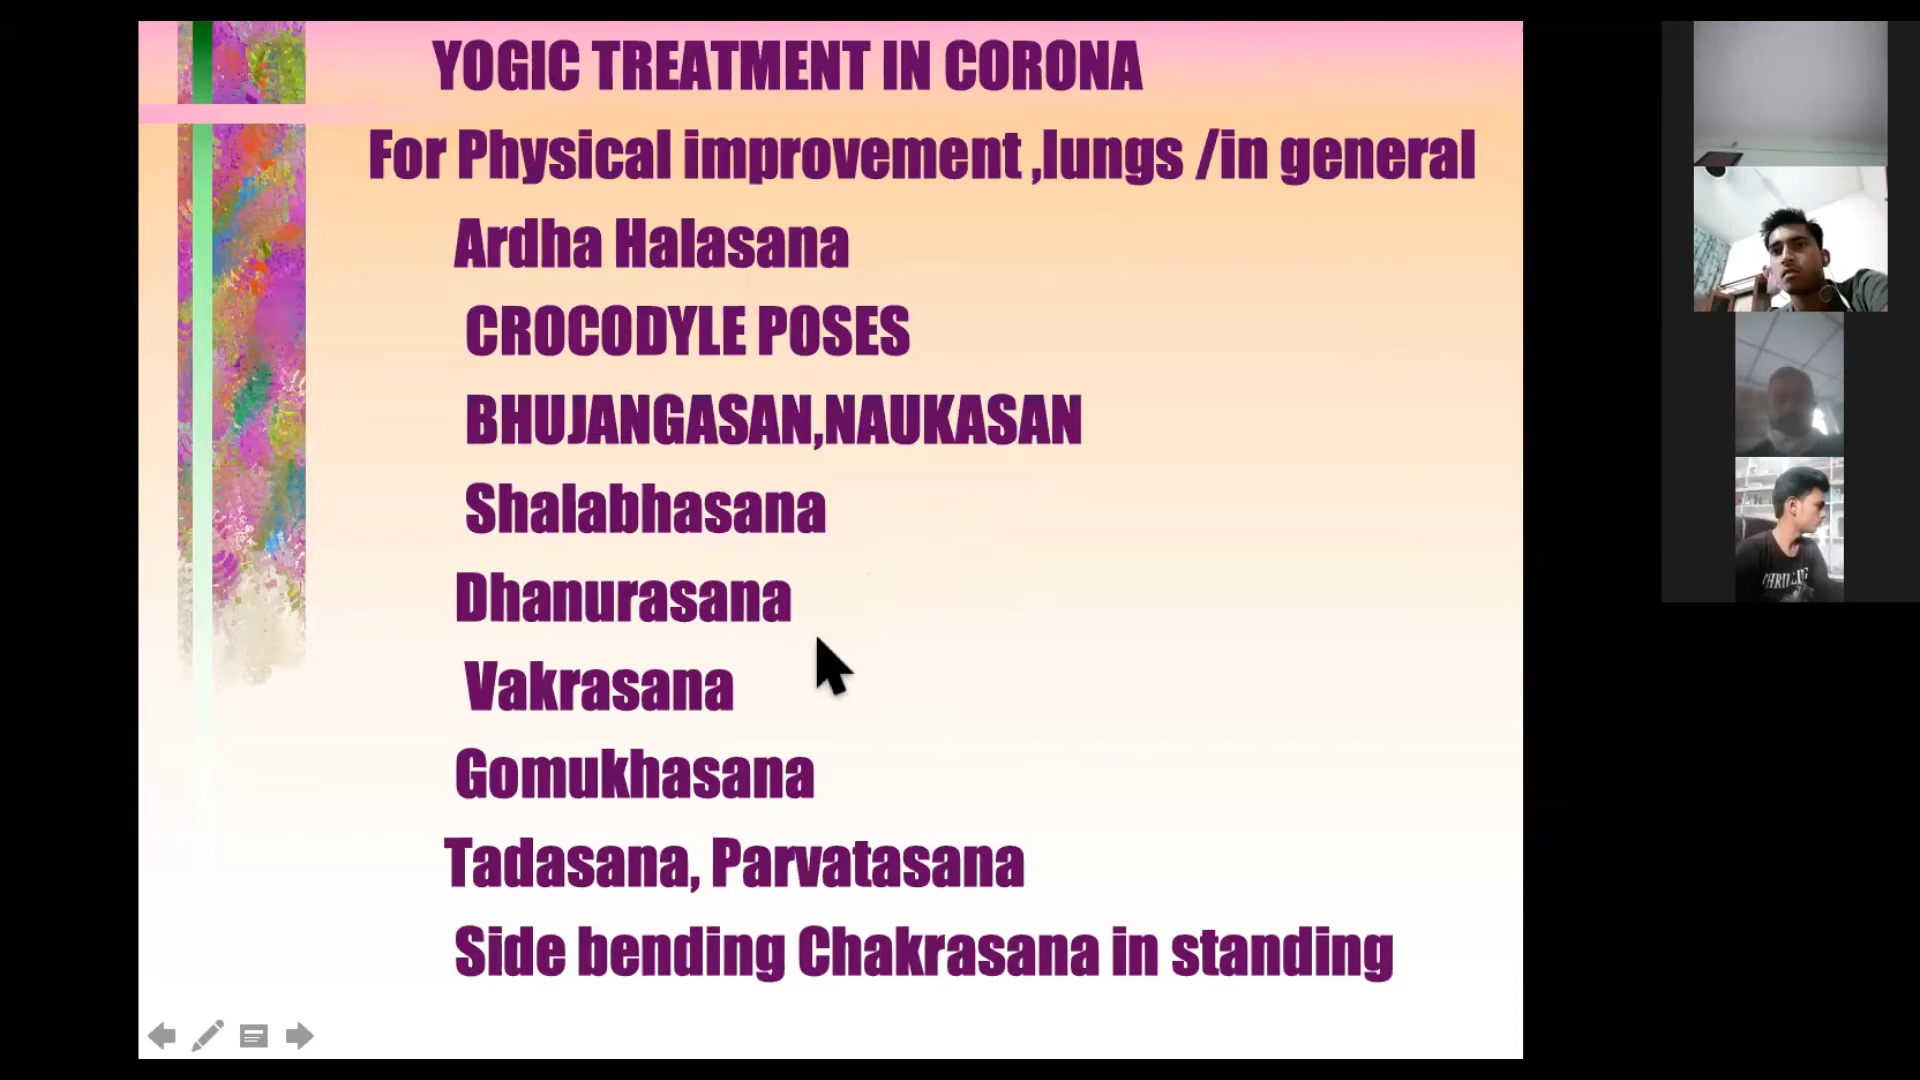 YOGIC TREATMENT IN CORONA
For Physical improvement ,lungs /in general
Ardha Halasana
CROCODYLE POSES
BHUJANGASAN,NAUKASAN
Shalabhasana
Dhanurasana
Vakrasana
Gomukhasana
Tadasana, Parvatasana
Side bending Chakrasana in standing